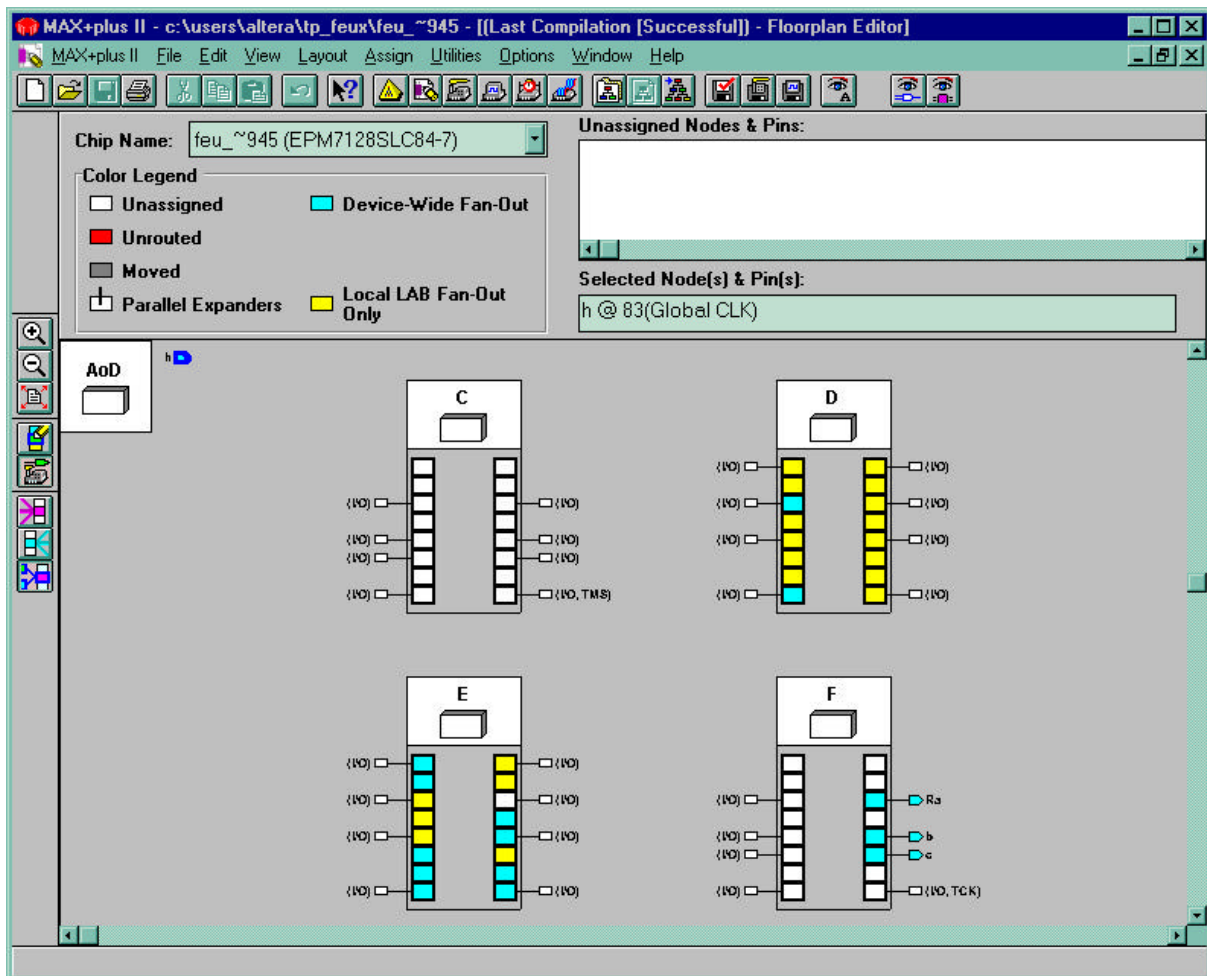 MAX+plus II - c:\users\altera\tp_feux\feu_~945 - [(Last Compilation [Successful]) - Floorplan Editor]
MAX+plus II File Edit View Layout Assign Utilities Options Window Help
Chip Name: feu_~945 (EPM7128SLC84-7)
Unassigned Nodes & Pins:
Color Legend
Unassigned Device-Wide Fan-Out
Unrouted
Moved
Parallel Expanders Local LAB Fan-Out Only
Selected Node(s) & Pin(s):
h @ 83(Global CLK)
AoD
h
C
(I/O) (I/O)
(I/O) (I/O)
(I/O) (I/O)
(I/O) (I/O, TMS)
D
(I/O) (I/O)
(I/O) (I/O)
(I/O) (I/O)
(I/O) (I/O)
E
(I/O) (I/O)
(I/O) (I/O)
(I/O) (I/O)
(I/O) (I/O)
F
(I/O) Ra
(I/O) b
(I/O) c
(I/O) (I/O, TCK)